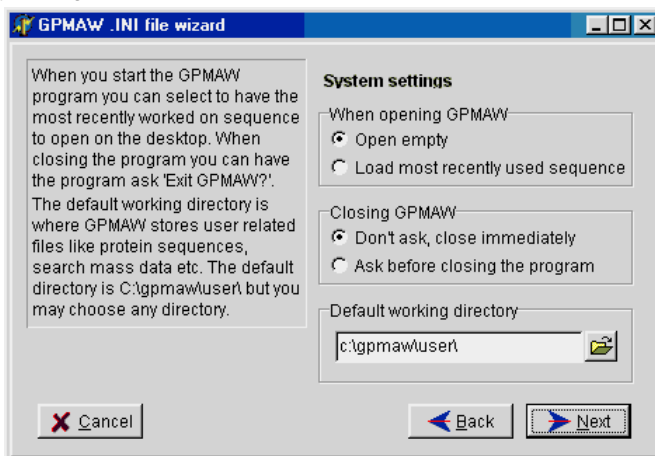 GPMAW .INI file wizard
When you start the GPMAW
program you can select to have the
most recently worked on sequence
to open on the desktop. When
closing the program you can have
the program ask 'Exit GPMAW?'.
The default working directory is
where GPMAW stores user related
files like protein sequences,
search mass data etc. The default
directory is C:\gpmaw\user\ but you
may choose any directory.
System settings
When opening GPMAW
Open empty
Load most recently used sequence
Closing GPMAW
Don't ask, close immediately
Ask before closing the program
Default working directory
c:\gpmaw\user\
Cancel
Back
Next